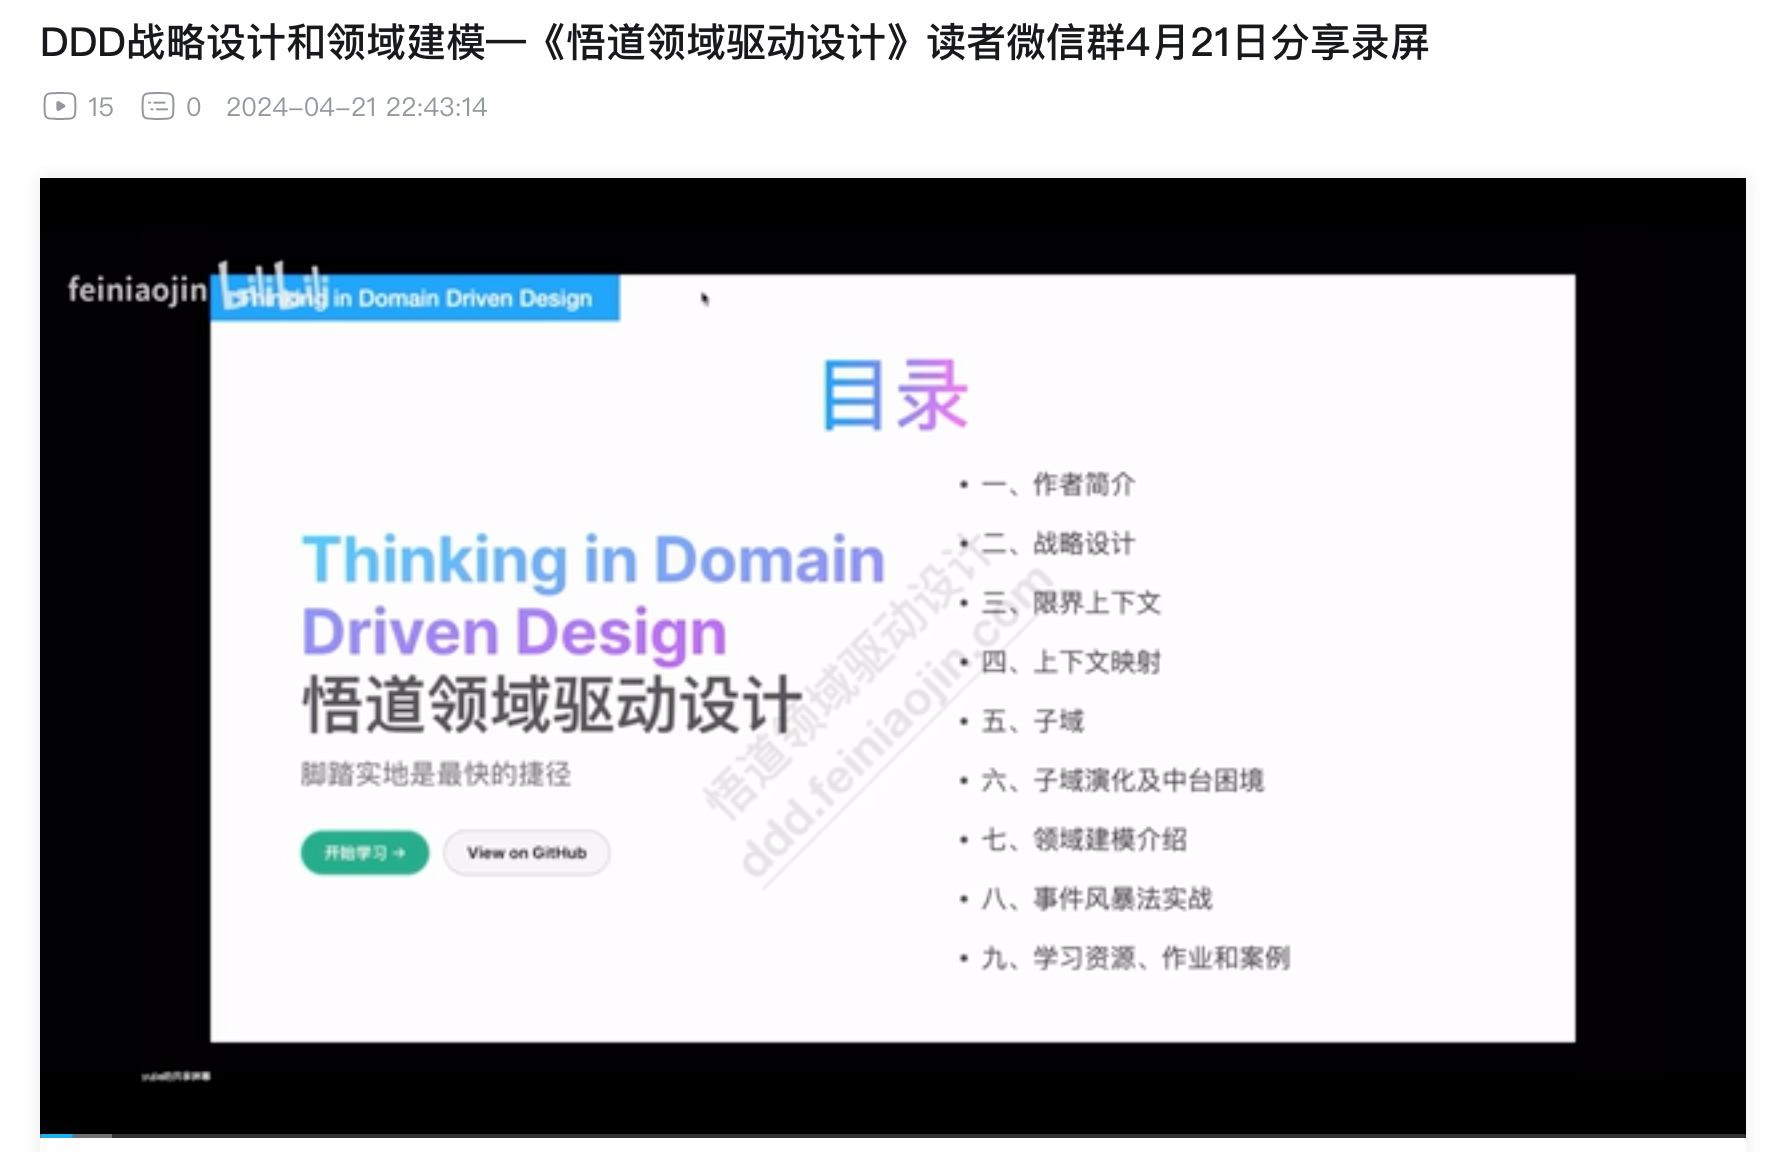 DDD战略设计和领域建模—《悟道领域驱动设计》读者微信群4月21日分享录屏
15 0 2024-04-21 22:43:14
feiniaojin bilibili
Thinking in Domain Driven Design
目录
Thinking in Domain
Driven Design
悟道领域驱动设计
脚踏实地是最快的捷径
开始学习 →
View on GitHub
• 一、作者简介
• 二、战略设计
• 三、限界上下文
• 四、上下文映射
• 五、子域
• 六、子域演化及中台困境
• 七、领域建模介绍
• 八、事件风暴法实战
• 九、学习资源、作业和案例
悟道领域驱动设计
ddd.feiniaojin.com